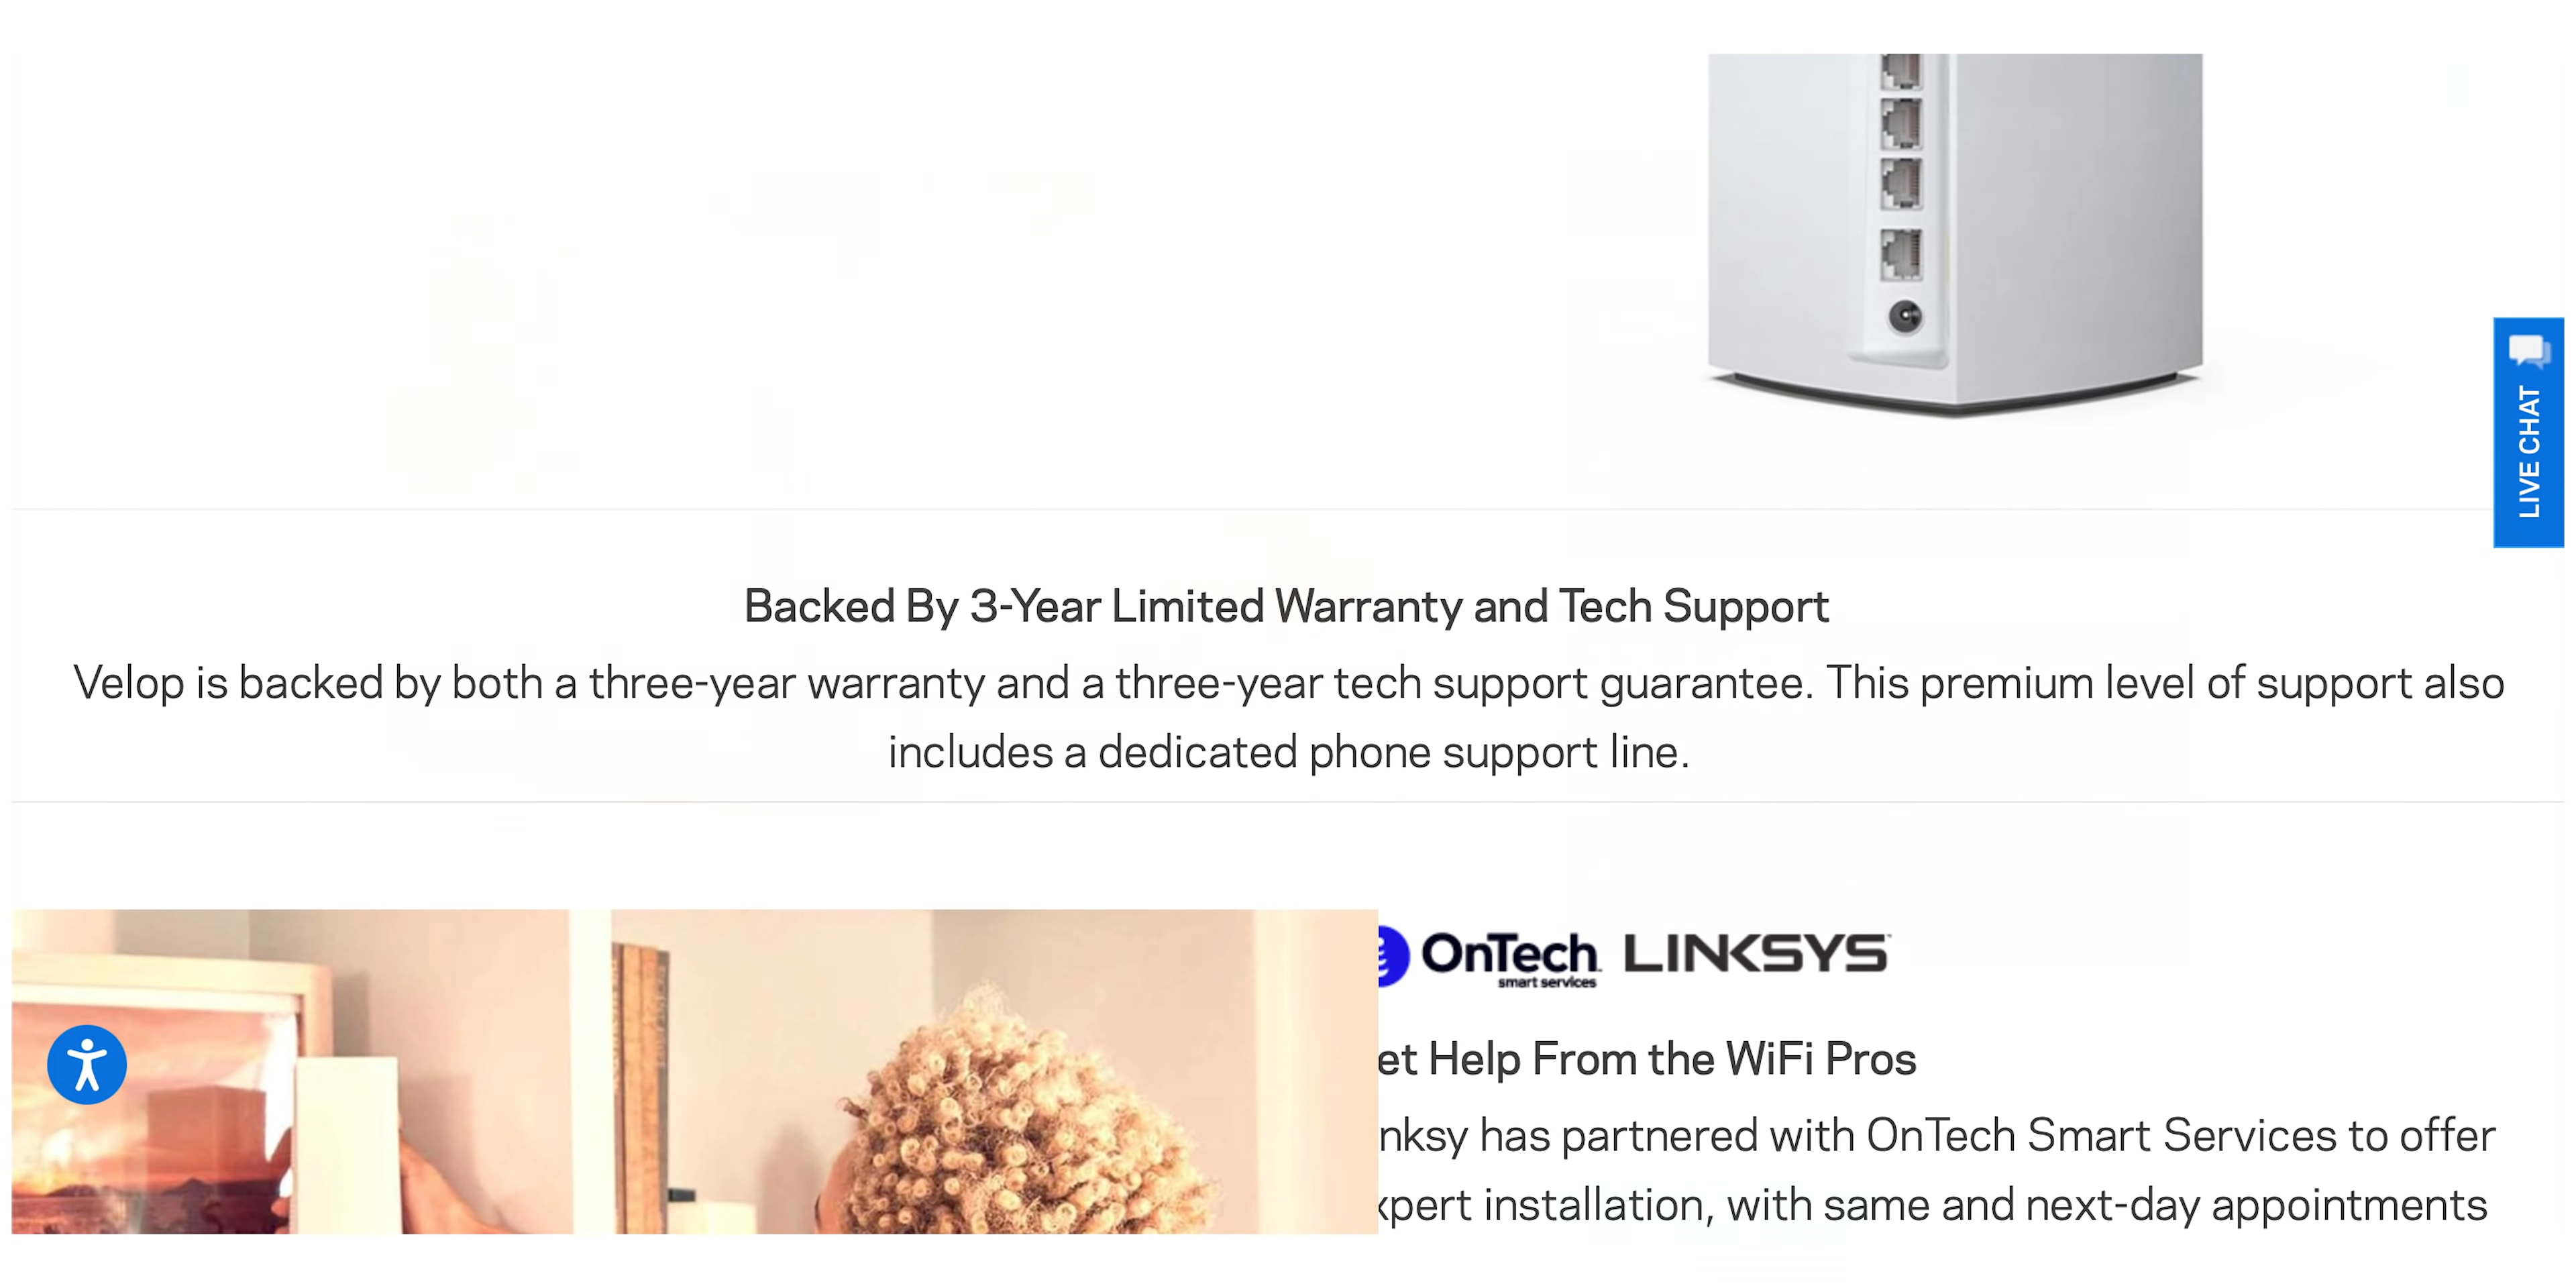 LIVE CHAT
Backed By 3-Year Limited Warranty and Tech Support
Velop is backed by both a three-year warranty and a three-year tech support guarantee. This premium level of support also
includes a dedicated phone support line.
OnTech LINKSYS
smart services
et Help From the WiFi Pros
nksy has partnered with OnTech Smart Services to offer
xpert installation, with same and next-day appointments